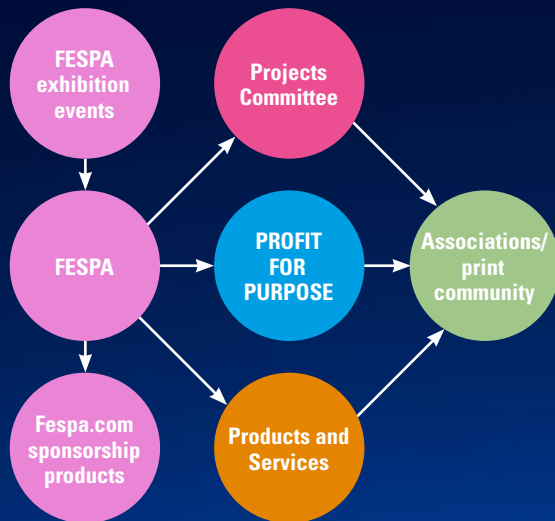 FESPA
exhibition
events
Projects
Committee
FESPA
PROFIT
FOR
PURPOSE
Associations/
print
community
Fespa.com
sponsorship
products
Products and
Services